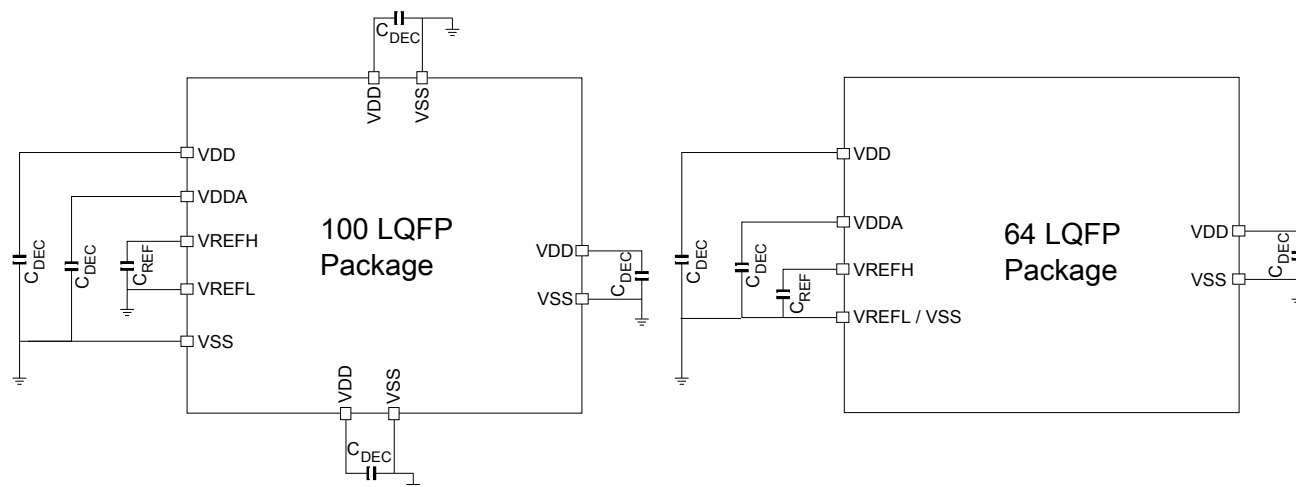 CDEC
VDD
VSS
VDD
VDDA
VREFH
VREFL
VSS
CDEC
CDEC
CREF
100 LQFP
Package
VDD
VSS
CDEC
VDD
VSS
CDEC
VDD
VDDA
VREFH
VREFL / VSS
CDEC
CDEC
CREF
64 LQFP
Package
VDD
VSS
CDEC